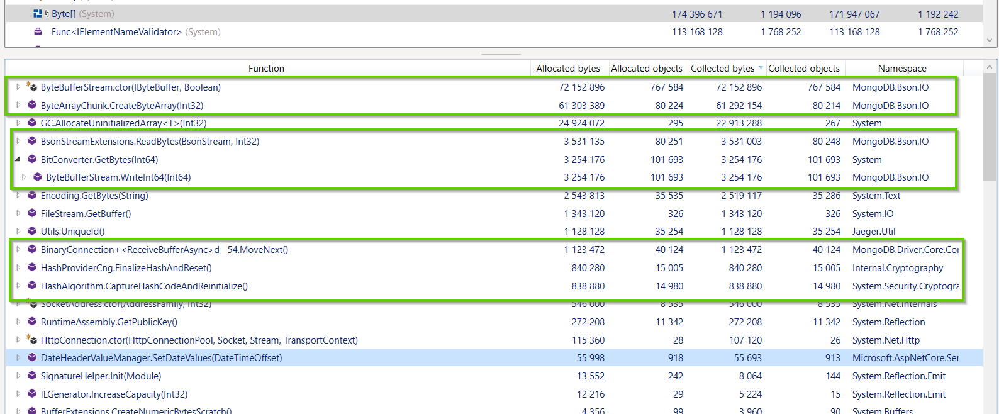 Byte[] (System) 174 396 671 1 194 096 171 947 067 1 192 242
Func<IElementNameValidator> (System) 113 168 128 1 768 252 113 168 128 1 768 252
Function Allocated bytes Allocated objects Collected bytes Collected objects Namespace
ByteBufferStream.ctor(IByteBuffer, Boolean) 72 152 896 767 584 72 152 896 767 584 MongoDB.Bson.IO
ByteArrayChunk.CreateByteArray(Int32) 61 303 389 80 224 61 292 154 80 214 MongoDB.Bson.IO
GC.AllocateUninitializedArray<T>(Int32) 24 924 072 295 22 913 288 267 System
BsonStreamExtensions.ReadBytes(BsonStream, Int32) 3 531 135 80 251 3 531 003 80 248 MongoDB.Bson.IO
BitConverter.GetBytes(Int64) 3 254 176 101 693 3 254 176 101 693 System
ByteBufferStream.WriteInt64(Int64) 3 254 176 101 693 3 254 176 101 693 MongoDB.Bson.IO
Encoding.GetBytes(String) 2 543 813 35 535 2 519 117 35 286 System.Text
FileStream.GetBuffer() 1 343 120 326 1 343 120 326 System.IO
Utils.UniqueId() 1 128 128 35 254 1 128 128 35 254 Jaeger.Util
BinaryConnection+<ReceiveBufferAsync>d__54.MoveNext() 1 123 472 40 124 1 123 472 40 124 MongoDB.Driver.Core.Cor
HashProviderCng.FinalizeHashAndReset() 840 280 15 005 840 280 15 005 Internal.Cryptography
HashAlgorithm.CaptureHashCodeAndReinitialize() 838 880 14 980 838 880 14 980 System.Security.Cryptogra
SocketAddress.ctor(AddressFamily, Int32) 546 000 8 535 546 000 8 535 System.Net.Internals
RuntimeAssembly.GetPublicKey() 272 208 11 342 272 208 11 342 System.Reflection
HttpConnection.ctor(HttpConnectionPool, Socket, Stream, TransportContext) 115 360 28 107 120 26 System.Net.Http
DateHeaderValueManager.SetDateValues(DateTimeOffset) 55 998 918 55 693 913 Microsoft.AspNetCore.Ser
SignatureHelper.Init(Module) 13 552 242 8 064 144 System.Reflection.Emit
ILGenerator.IncreaseCapacity(Int32) 12 216 29 5 224 15 System.Reflection.Emit
BufferExtensions.CreateNumericBytesScratch() 4 356 99 3 960 90 System.Buffers